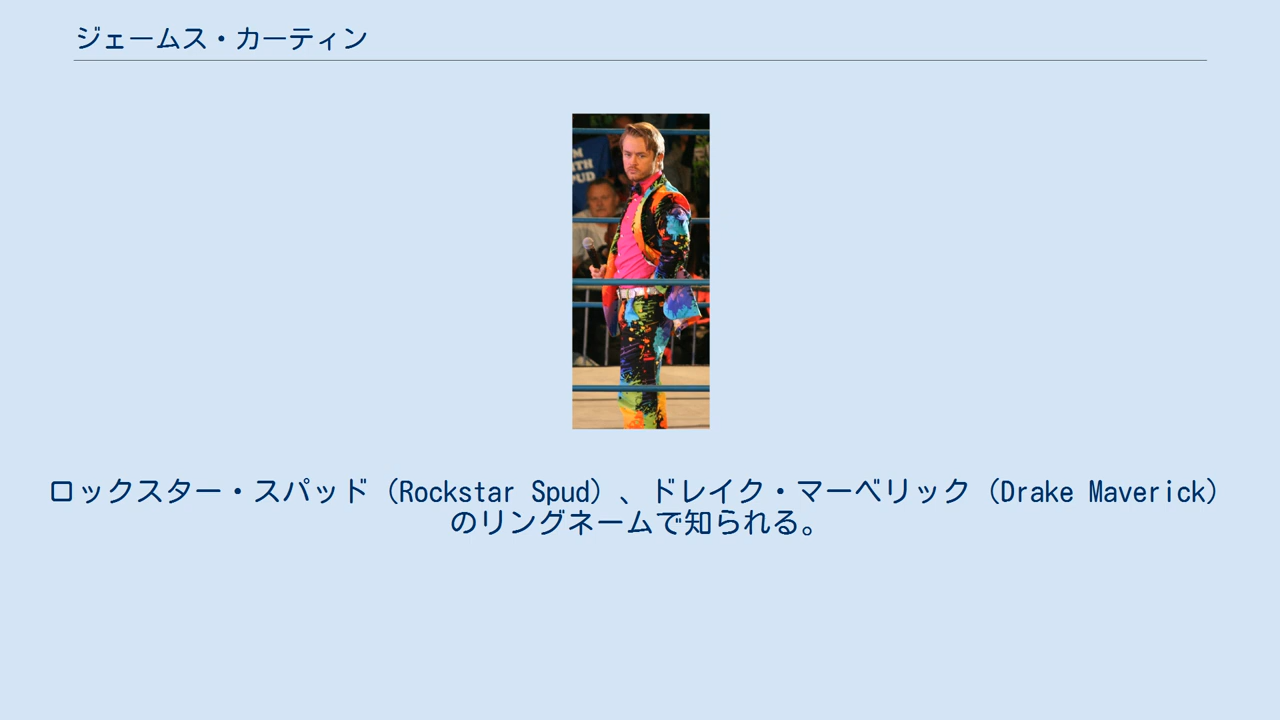 ジェームス・カーティン
M
ITH
PUD
ロックスター・スパッド（Rockstar Spud）、ドレイク・マーベリック（Drake Maverick）
のリングネームで知られる。